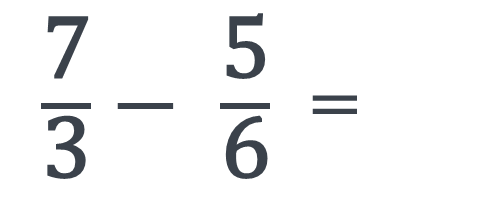 7/3 − 5/6 =